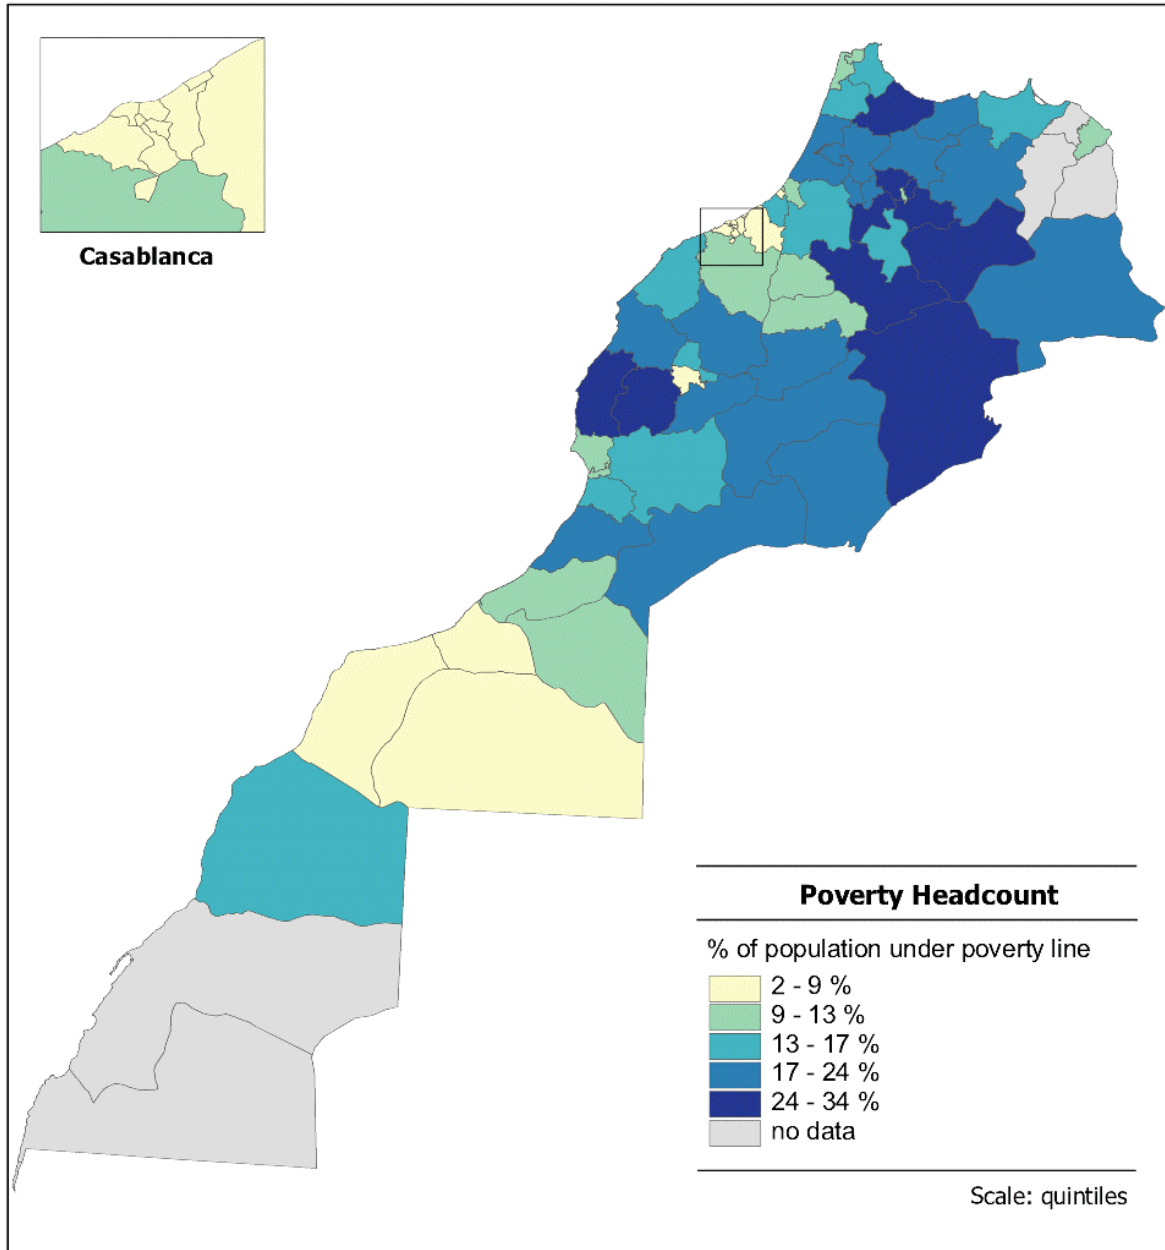 Casablanca
Poverty Headcount
% of population under poverty line
2 - 9 %
9 - 13 %
13 - 17 %
17 - 24 %
24 - 34 %
no data
Scale: quintiles